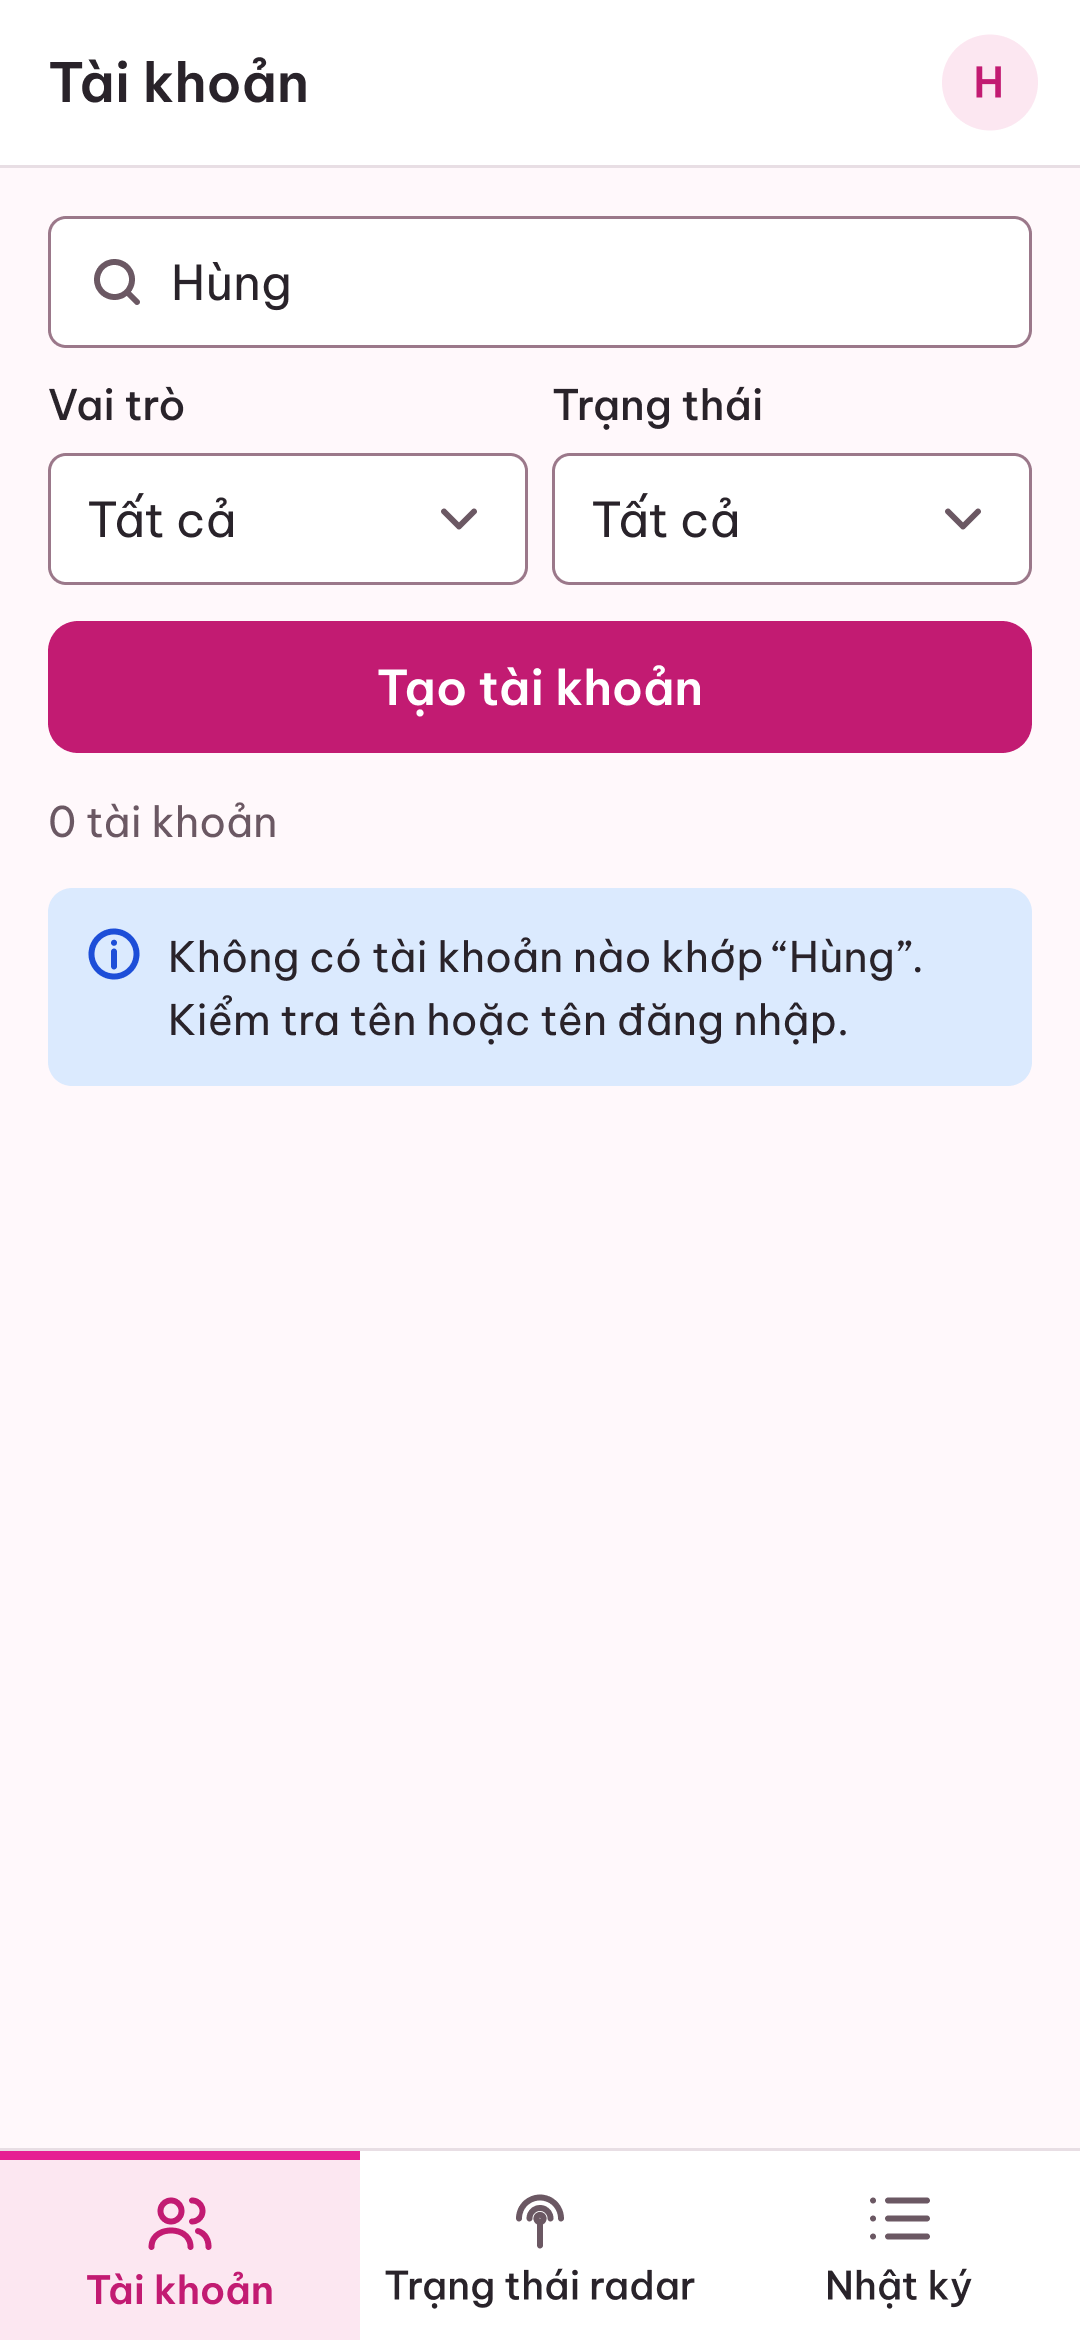 Tài khoản
H
Hùng
Vai trò
Trạng thái
Tất cả
Tất cả
Tạo tài khoản
0 tài khoản
Không có tài khoản nào khớp “Hùng”.
Kiểm tra tên hoặc tên đăng nhập.
Tài khoản
Trạng thái radar
Nhật ký